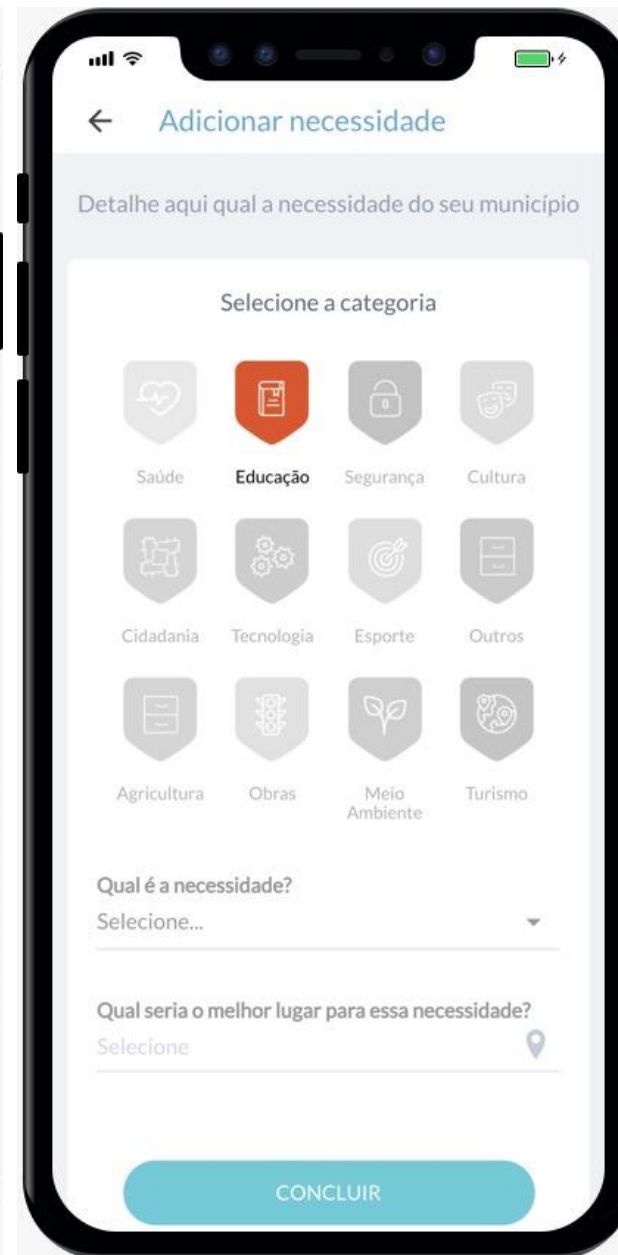 Adicionar necessidade
Detalhe aqui qual a necessidade do seu município
Selecione a categoria
Saúde Educação Segurança Cultura
Cidadania Tecnologia Esporte Outros
Agricultura Obras Meio Ambiente Turismo
Qual é a necessidade?
Selecione...
Qual seria o melhor lugar para essa necessidade?
Selecione
CONCLUIR